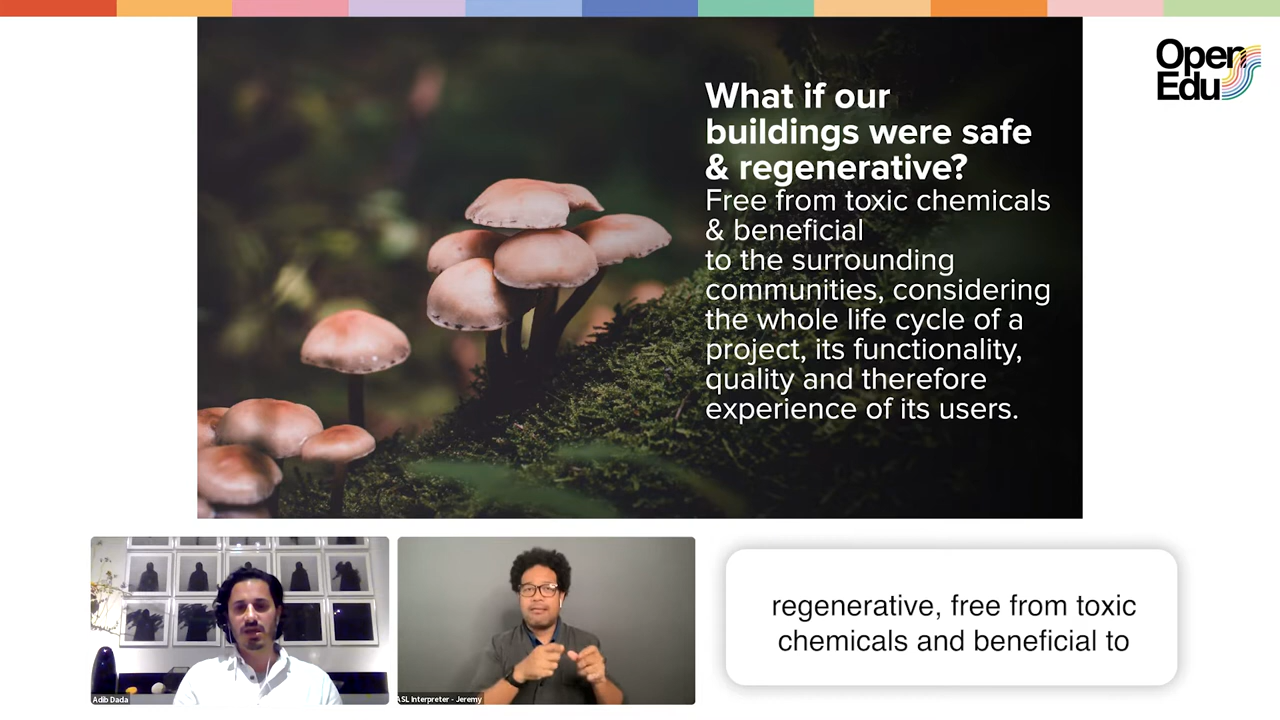 Open
Edu
What if our
buildings were safe
& regenerative?
Free from toxic chemicals
& beneficial
to the surrounding
communities, considering
the whole life cycle of a
project, its functionality,
quality and therefore
experience of its users.
Adib Dada
ASL Interpreter - Jeremy
regenerative, free from toxic
chemicals and beneficial to